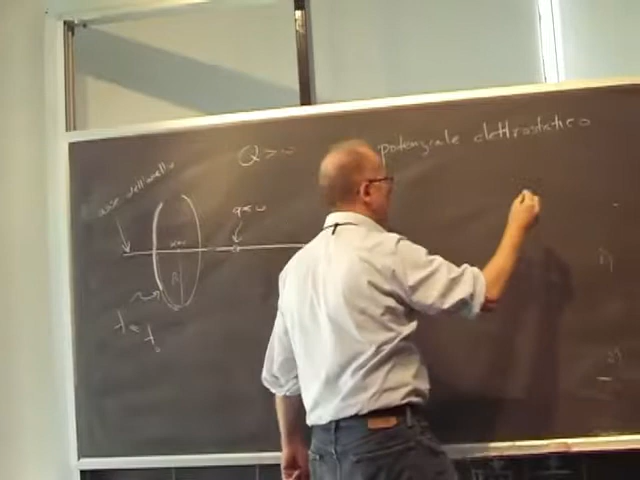 Q > 0
potenziale elettrostatico
asse dell'anello
q < 0
R
t = t₀